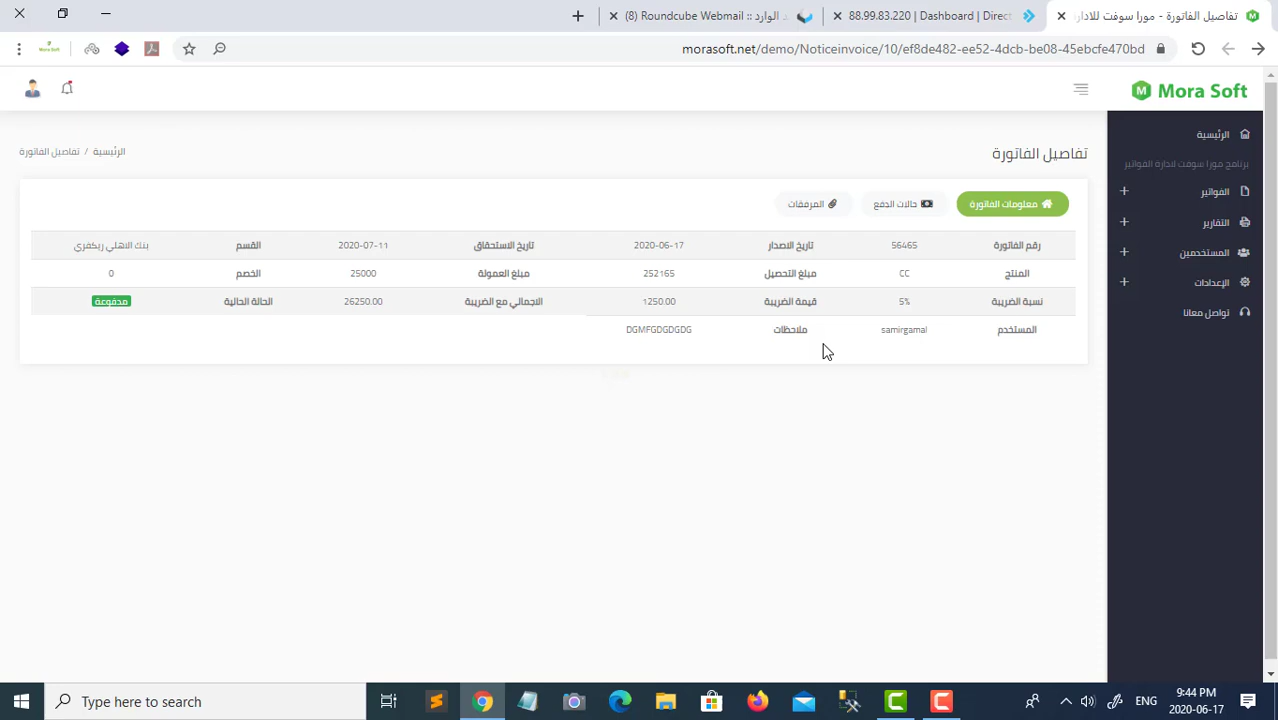 تفاصيل الفاتورة - مورا سوفت للادار
88.99.83.220 | Dashboard | Direct
(8) Roundcube Webmail :: الوارد
morasoft.net/demo/Noticeinvoice/10/ef8de482-ee52-4dcb-be08-45ebcfe470bd
Mora Soft
الرئيسية
برنامج مورا سوفت لادارة الفواتير
الفواتير
التقارير
المستخدمين
الإعدادات
تواصل معانا
تفاصيل الفاتورة
الرئيسية / تفاصيل الفاتورة
معلومات الفاتورة حالات الدفع المرفقات
رقم الفاتورة 56465 تاريخ الاصدار 2020-06-17 تاريخ الاستحقاق 2020-07-11 القسم بنك الاهلي ريكفري
المنتج CC مبلغ التحصيل 252165 مبلغ العمولة 25000 الخصم 0
نسبة الضريبة 5% قيمة الضريبة 1250.00 الاجمالي مع الضريبة 26250.00 الحالة الحالية مدفوعة
المستخدم samirgamal ملاحظات DGMFGDGDGDG
Type here to search
ENG
9:44 PM
2020-06-17